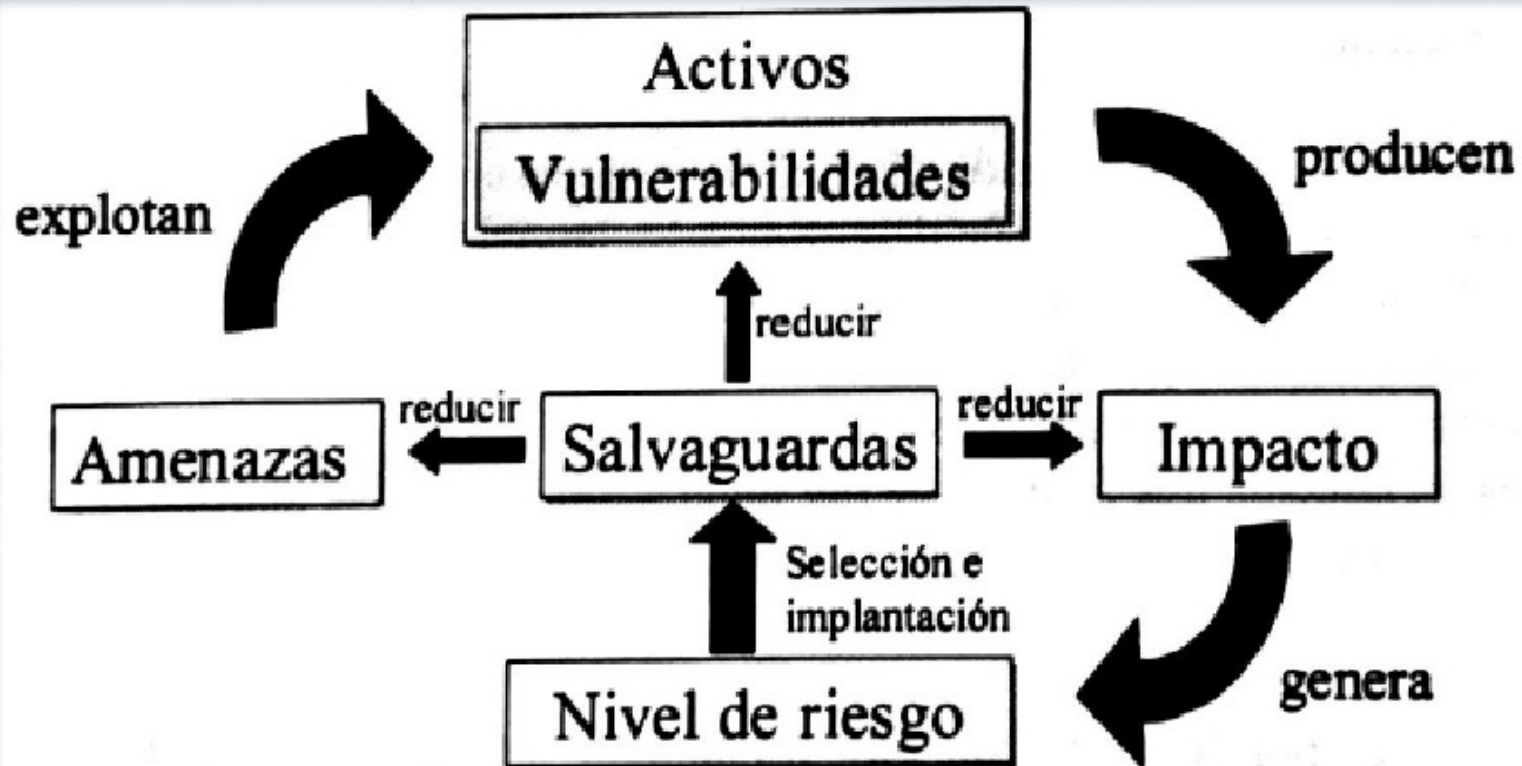 Activos
Vulnerabilidades
explotan
producen
reducir
Amenazas
reducir
Salvaguardas
reducir
Impacto
Selección e
implantación
Nivel de riesgo
genera